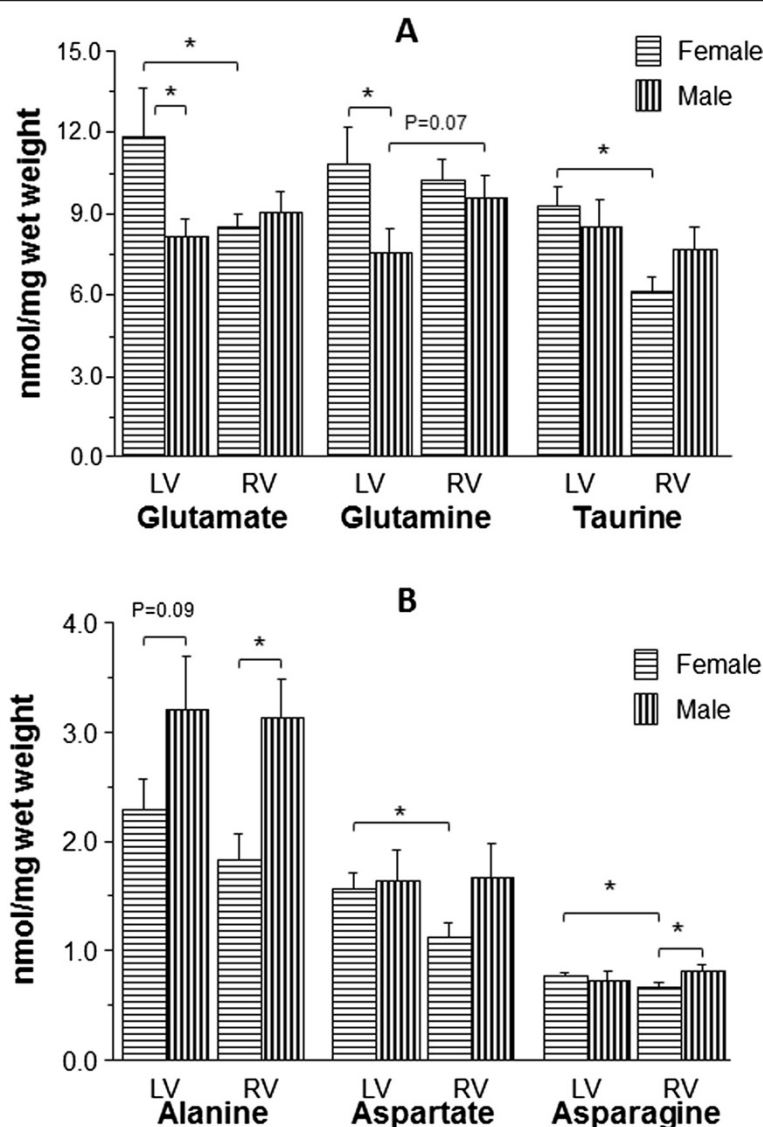 A
15.0
12.0
9.0
6.0
3.0
0.0
nmol/mg wet weight
Female
Male
*
*
*
P=0.07
*
LV RV LV RV LV RV
Glutamate Glutamine Taurine
B
4.0
3.0
2.0
1.0
0.0
nmol/mg wet weight
Female
Male
P=0.09
*
*
*
*
LV RV LV RV LV RV
Alanine Aspartate Asparagine